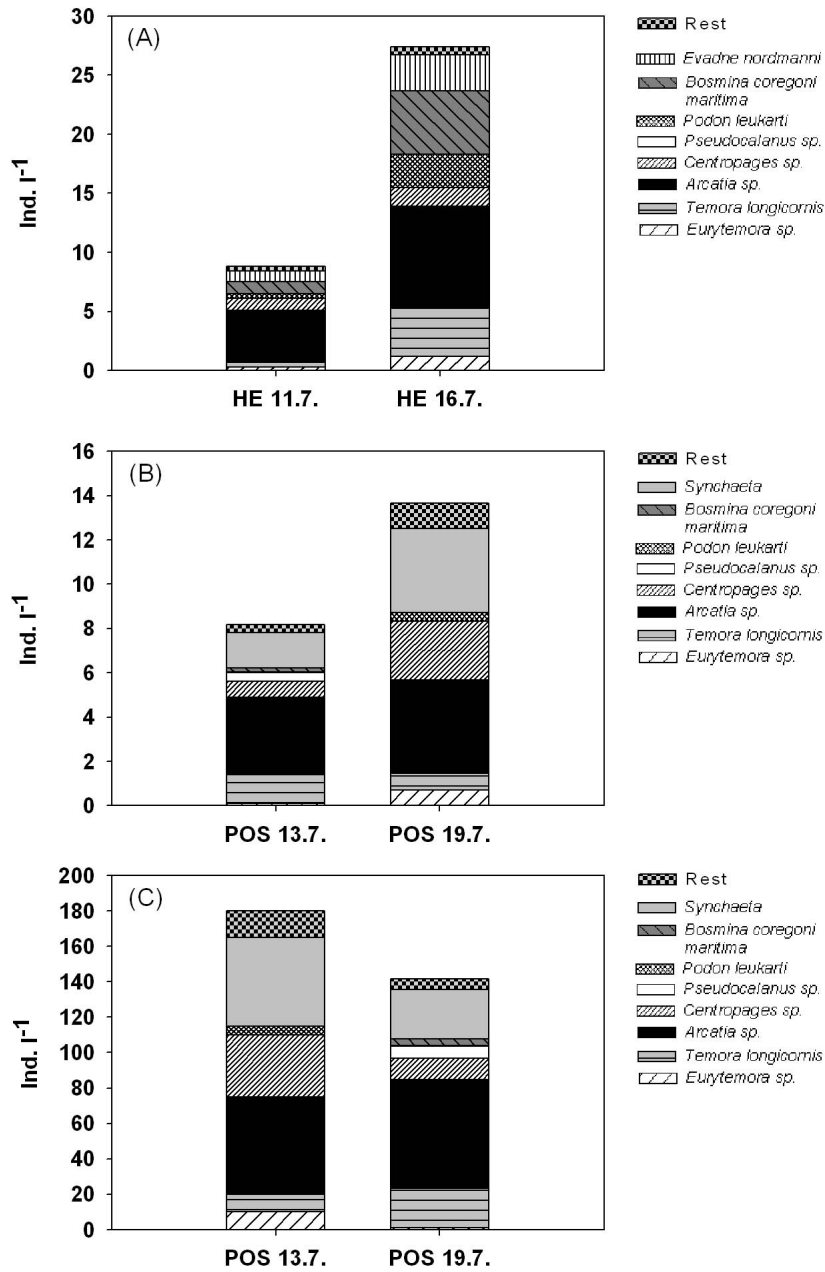 (A)
30
25
20
15
10
5
0
Ind. l-1
HE 11.7.
HE 16.7.
Rest
Evadne nordmanni
Bosmina coregoni
maritima
Podon leukarti
Pseudocalanus sp.
Centropages sp.
Arcatia sp.
Temora longicornis
Eurytemora sp.
(B)
16
14
12
10
8
6
4
2
0
Ind. l-1
POS 13.7.
POS 19.7.
Rest
Synchaeta
Bosmina coregoni
maritima
Podon leukarti
Pseudocalanus sp.
Centropages sp.
Arcatia sp.
Temora longicornis
Eurytemora sp.
(C)
200
180
160
140
120
100
80
60
40
20
0
Ind. l-1
POS 13.7.
POS 19.7.
Rest
Synchaeta
Bosmina coregoni
maritima
Podon leukarti
Pseudocalanus sp.
Centropages sp.
Arcatia sp.
Temora longicornis
Eurytemora sp.